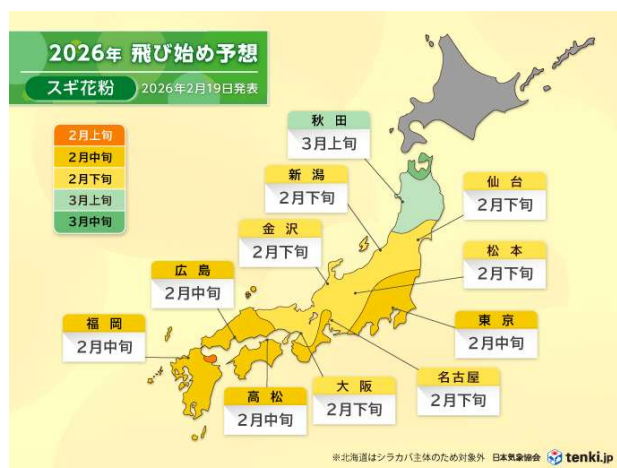 2026年 飛び始め予想
スギ花粉 2026年2月19日発表
2月上旬
2月中旬
2月下旬
3月上旬
3月中旬
秋田
3月上旬
新潟
2月下旬
仙台
2月下旬
金沢
2月下旬
松本
2月下旬
広島
2月中旬
福岡
2月中旬
東京
2月中旬
高松
2月中旬
大阪
2月下旬
名古屋
2月下旬
※北海道はシラカバ主体のため対象外 日本気象協会 tenki.jp